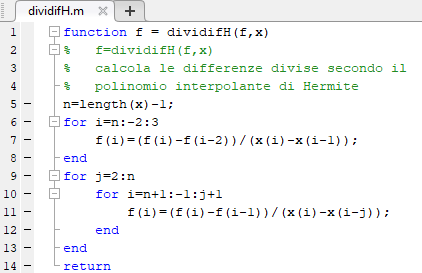 dividifH.m
1 function f = dividifH(f,x)
2 %   f=dividifH(f,x)
3 %   calcola le differenze divise secondo il
4 %   polinomio interpolante di Hermite
5 n=length(x)-1;
6 for i=n:-2:3
7     f(i)=(f(i)-f(i-2))/(x(i)-x(i-1));
8 end
9 for j=2:n
10     for i=n+1:-1:j+1
11         f(i)=(f(i)-f(i-1))/(x(i)-x(i-j));
12     end
13 end
14 return